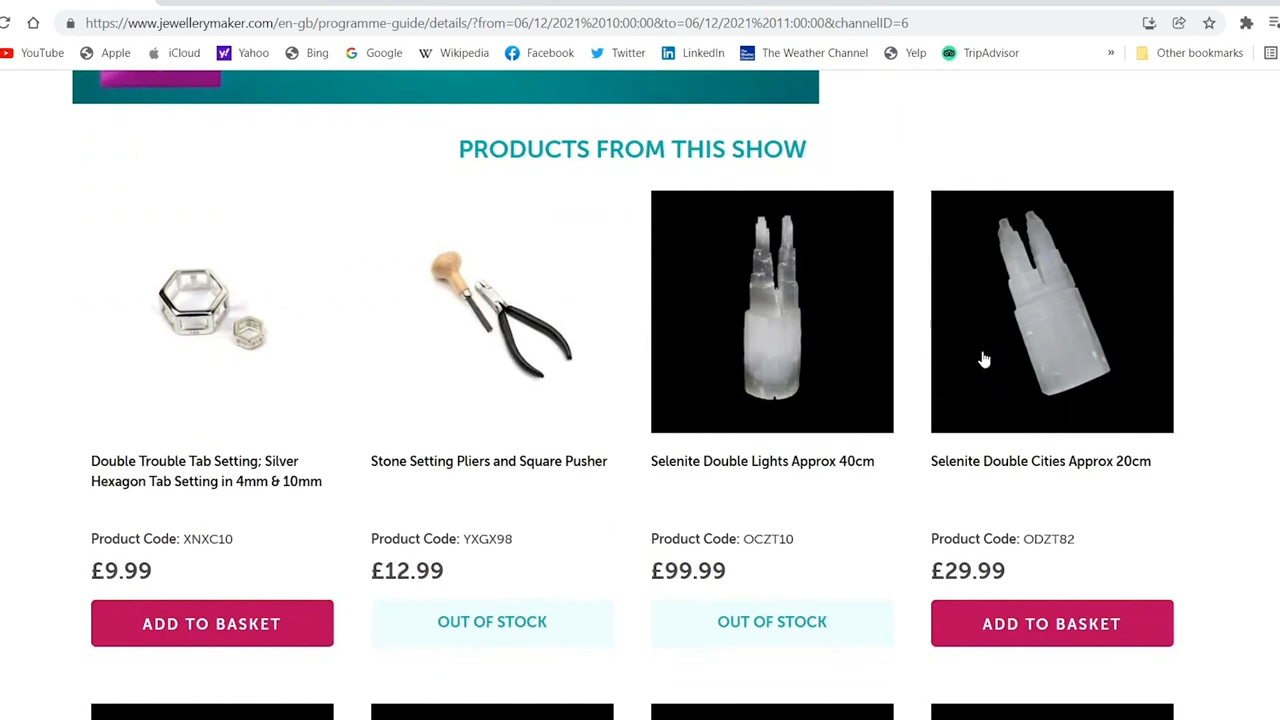 https://www.jewellerymaker.com/en-gb/programme-guide/details/?from=06/12/2021%2010:00:00&to=06/12/2021%2011:00:00&channelID=6
YouTube Apple iCloud Yahoo Bing Google Wikipedia Facebook Twitter LinkedIn The Weather Channel Yelp TripAdvisor » Other bookmarks
PRODUCTS FROM THIS SHOW
Double Trouble Tab Setting; Silver
Hexagon Tab Setting in 4mm & 10mm
Product Code: XNXC10
£9.99
ADD TO BASKET
Stone Setting Pliers and Square Pusher
Product Code: YXGX98
£12.99
OUT OF STOCK
Selenite Double Lights Approx 40cm
Product Code: OCZT10
£99.99
OUT OF STOCK
Selenite Double Cities Approx 20cm
Product Code: ODZT82
£29.99
ADD TO BASKET